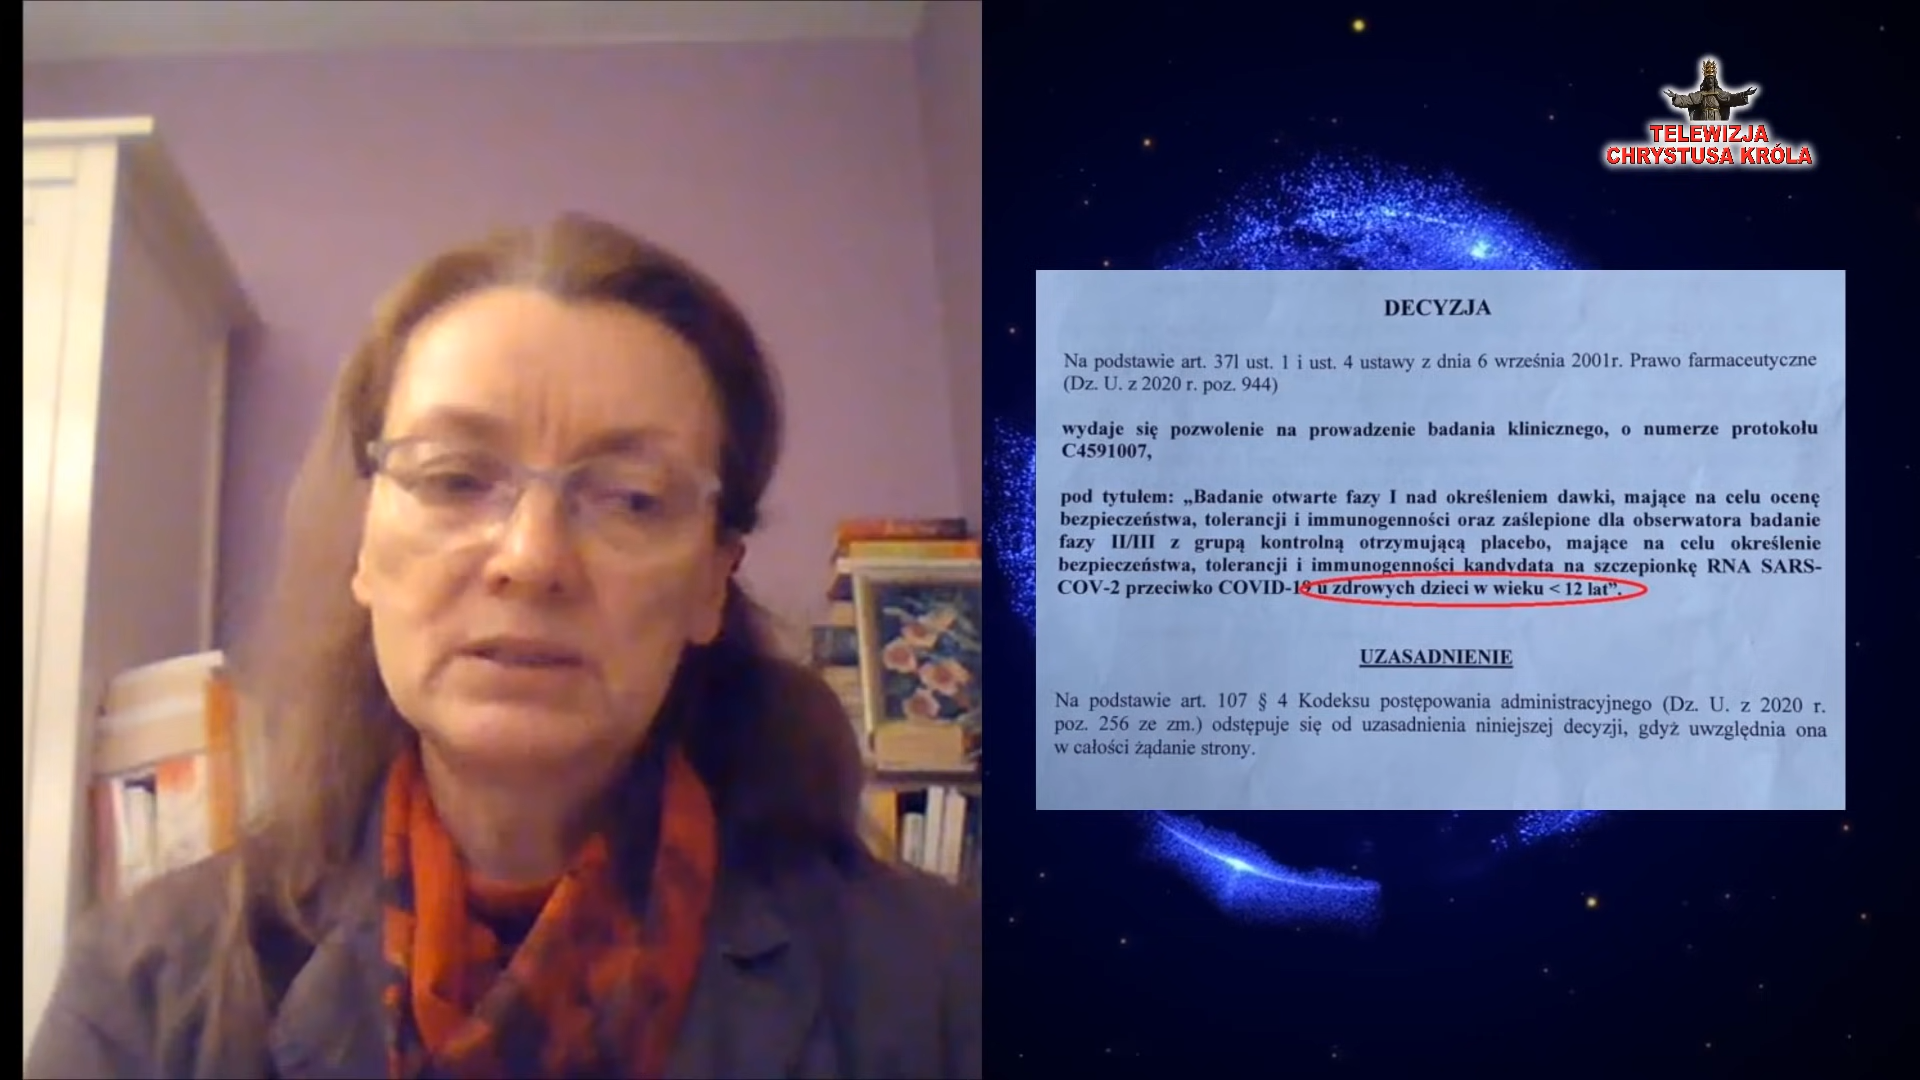 TELEWIZJA
CHRYSTUSA KRÓLA
DECYZJA
Na podstawie art. 37l ust. 1 i ust. 4 ustawy z dnia 6 września 2001r. Prawo farmaceutyczne
(Dz. U. z 2020 r. poz. 944)
wydaje się pozwolenie na prowadzenie badania klinicznego, o numerze protokołu
C4591007,
pod tytułem: „Badanie otwarte fazy I nad określeniem dawki, mające na celu ocenę
bezpieczeństwa, tolerancji i immunogenności oraz zaślepione dla obserwatora badanie
fazy II/III z grupą kontrolną otrzymującą placebo, mające na celu określenie
bezpieczeństwa, tolerancji i immunogenności kandydata na szczepionkę RNA SARS-
COV-2 przeciwko COVID-19 u zdrowych dzieci w wieku < 12 lat”.
UZASADNIENIE
Na podstawie art. 107 § 4 Kodeksu postępowania administracyjnego (Dz. U. z 2020 r.
poz. 256 ze zm.) odstępuje się od uzasadnienia niniejszej decyzji, gdyż uwzględnia ona
w całości żądanie strony.